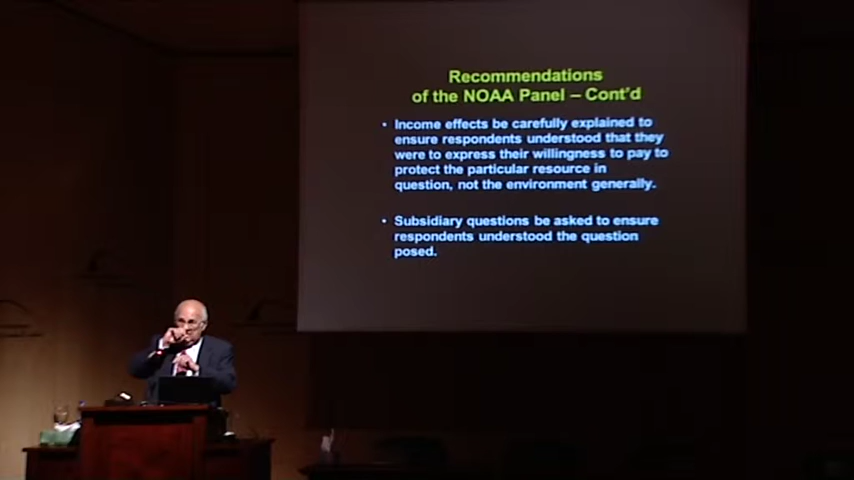 Recommendations
of the NOAA Panel – Cont'd
• Income effects be carefully explained to
ensure respondents understood that they
were to express their willingness to pay to
protect the particular resource in
question, not the environment generally.
• Subsidiary questions be asked to ensure
respondents understood the question
posed.